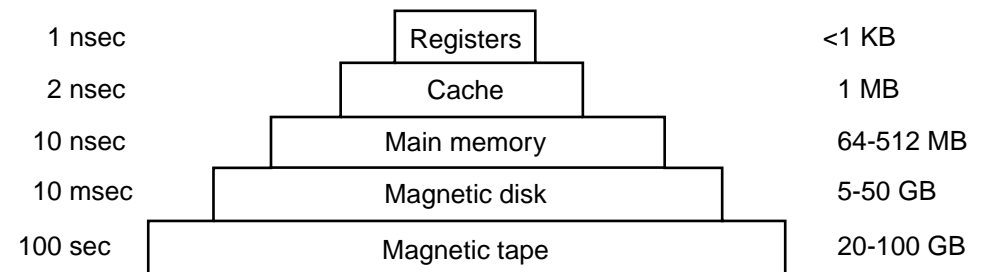 1 nsec Registers <1 KB
2 nsec Cache 1 MB
10 nsec Main memory 64-512 MB
10 msec Magnetic disk 5-50 GB
100 sec Magnetic tape 20-100 GB